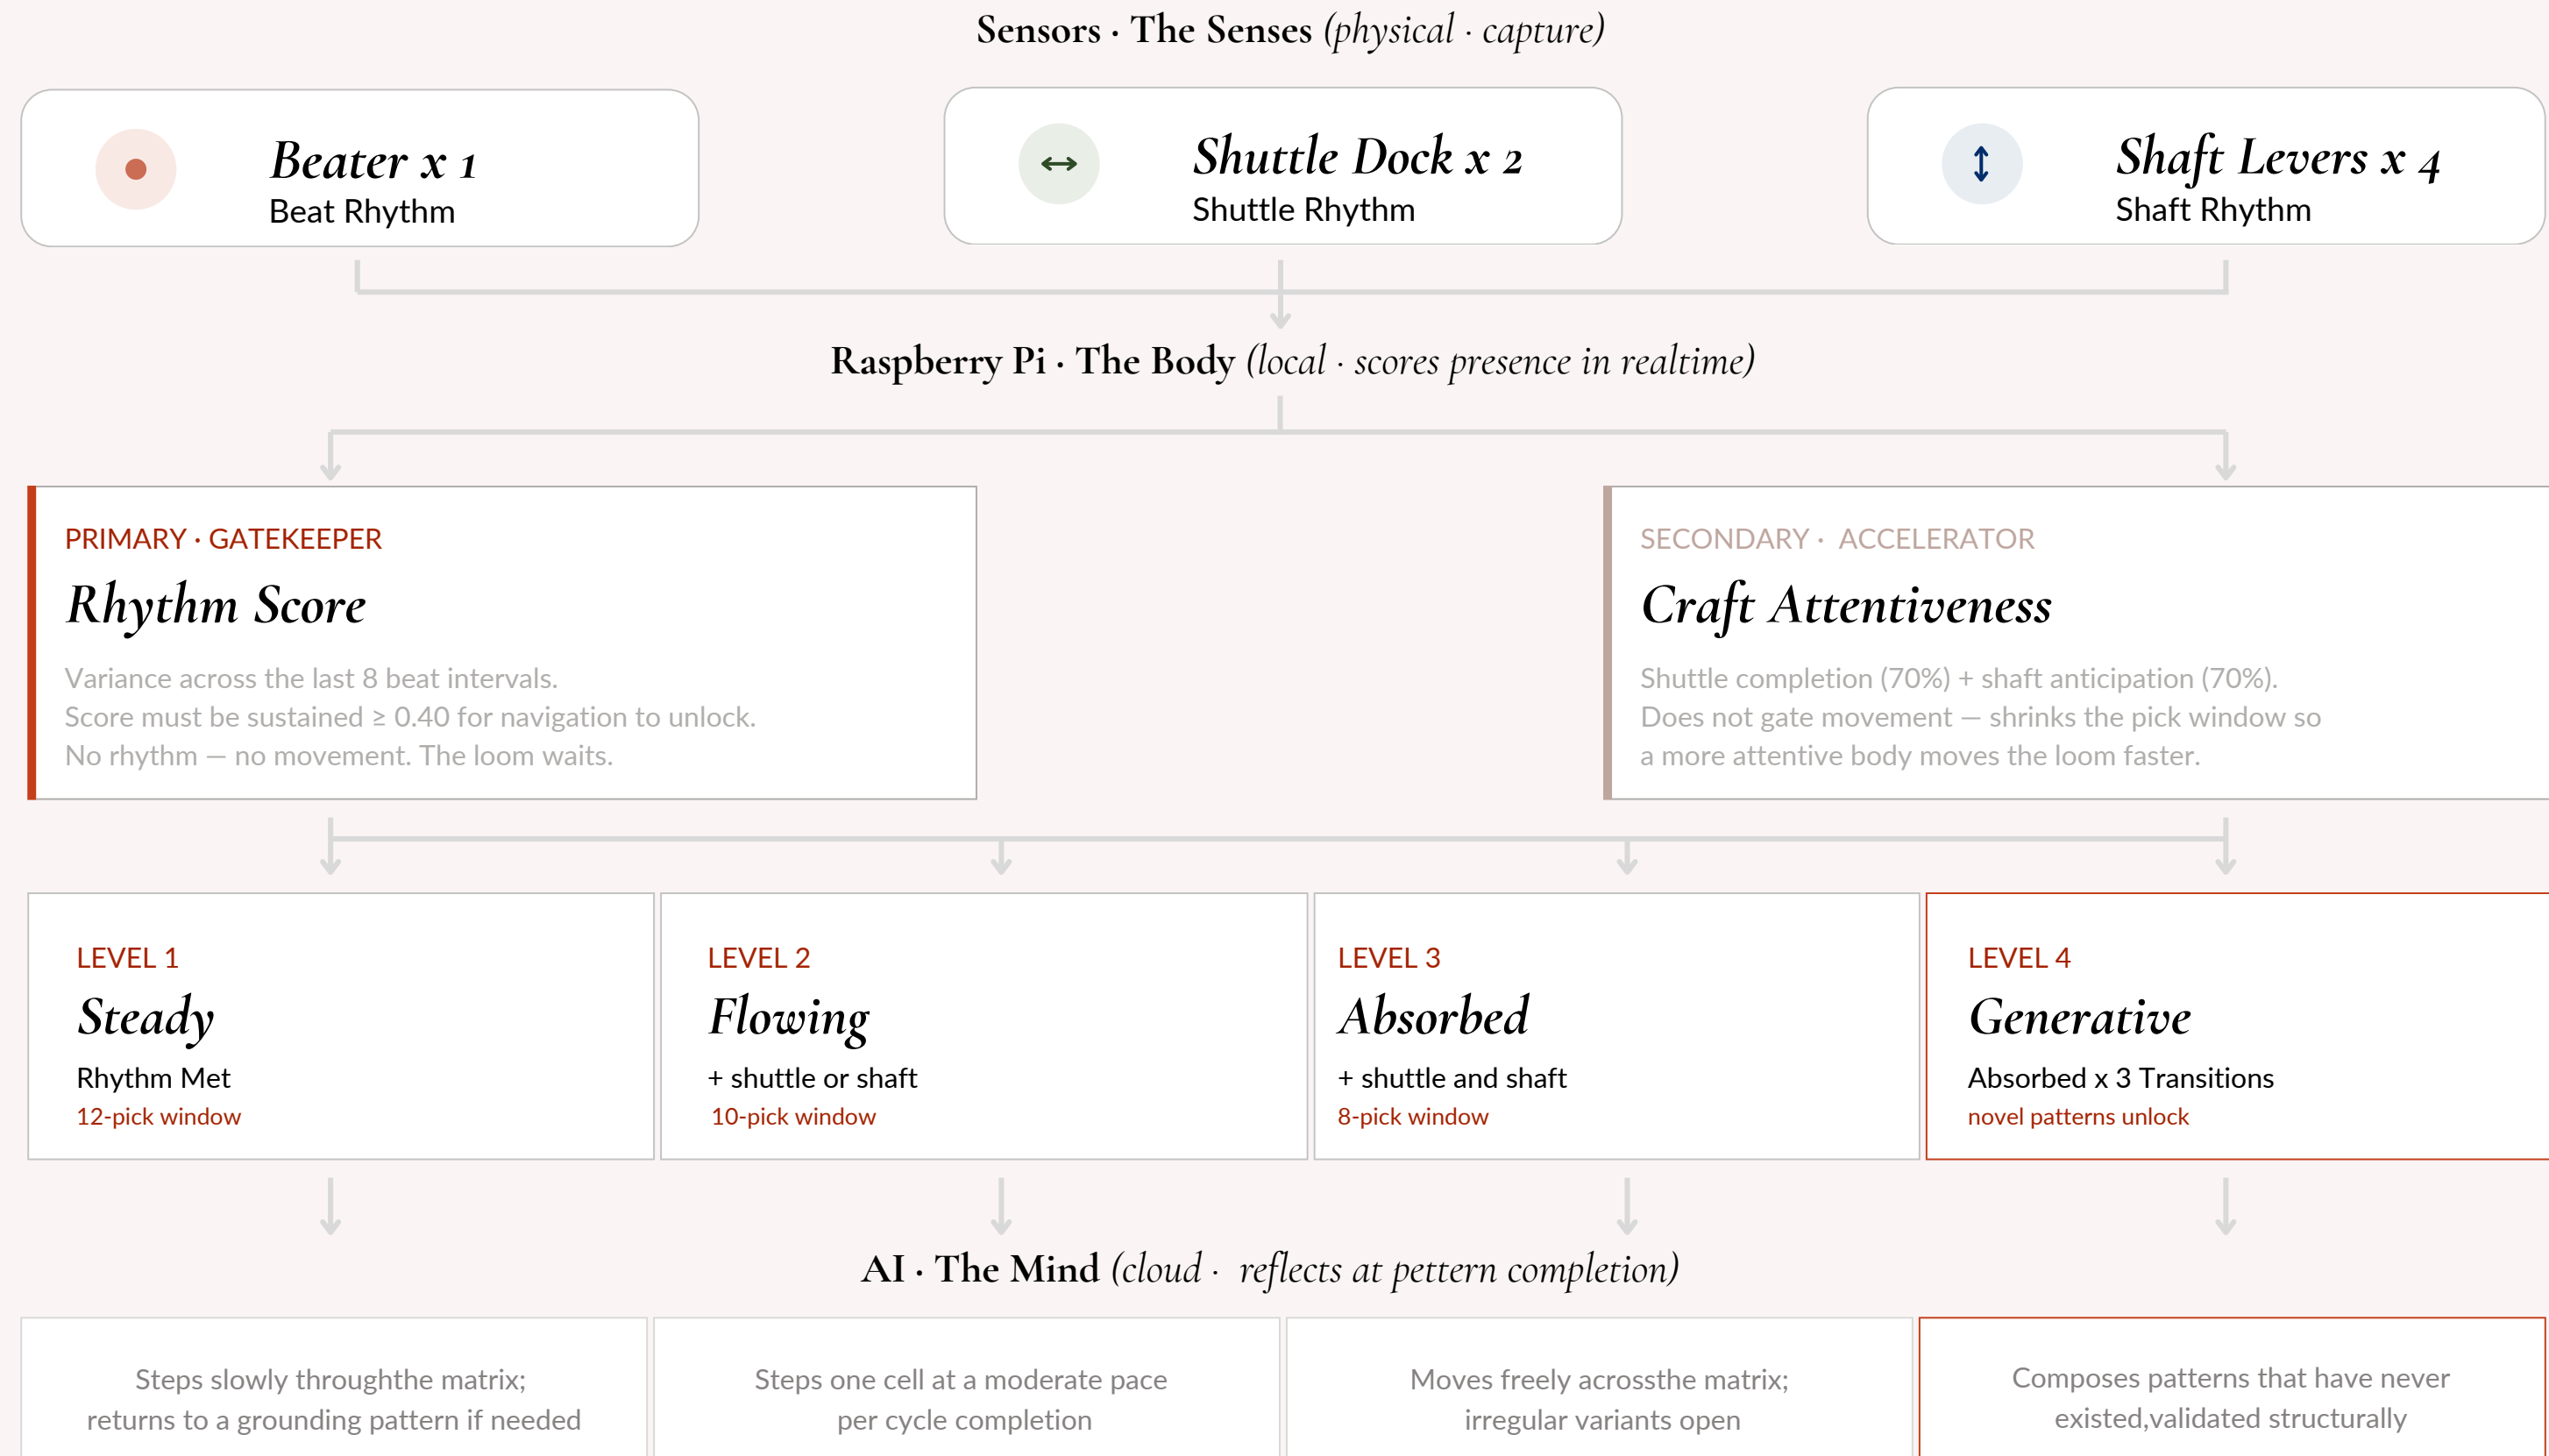 Sensors · The Senses (physical · capture)
Beater x 1
Beat Rhythm
Shuttle Dock x 2
Shuttle Rhythm
Shaft Levers x 4
Shaft Rhythm
Raspberry Pi · The Body (local · scores presence in realtime)
PRIMARY · GATEKEEPER
Rhythm Score
Variance across the last 8 beat intervals.
Score must be sustained ≥ 0.40 for navigation to unlock.
No rhythm — no movement. The loom waits.
SECONDARY · ACCELERATOR
Craft Attentiveness
Shuttle completion (70%) + shaft anticipation (70%).
Does not gate movement — shrinks the pick window so
a more attentive body moves the loom faster.
LEVEL 1
Steady
Rhythm Met
12-pick window
LEVEL 2
Flowing
+ shuttle or shaft
10-pick window
LEVEL 3
Absorbed
+ shuttle and shaft
8-pick window
LEVEL 4
Generative
Absorbed x 3 Transitions
novel patterns unlock
AI · The Mind (cloud · reflects at pettern completion)
Steps slowly throughthe matrix;
returns to a grounding pattern if needed
Steps one cell at a moderate pace
per cycle completion
Moves freely acrossthe matrix;
irregular variants open
Composes patterns that have never
existed,validated structurally